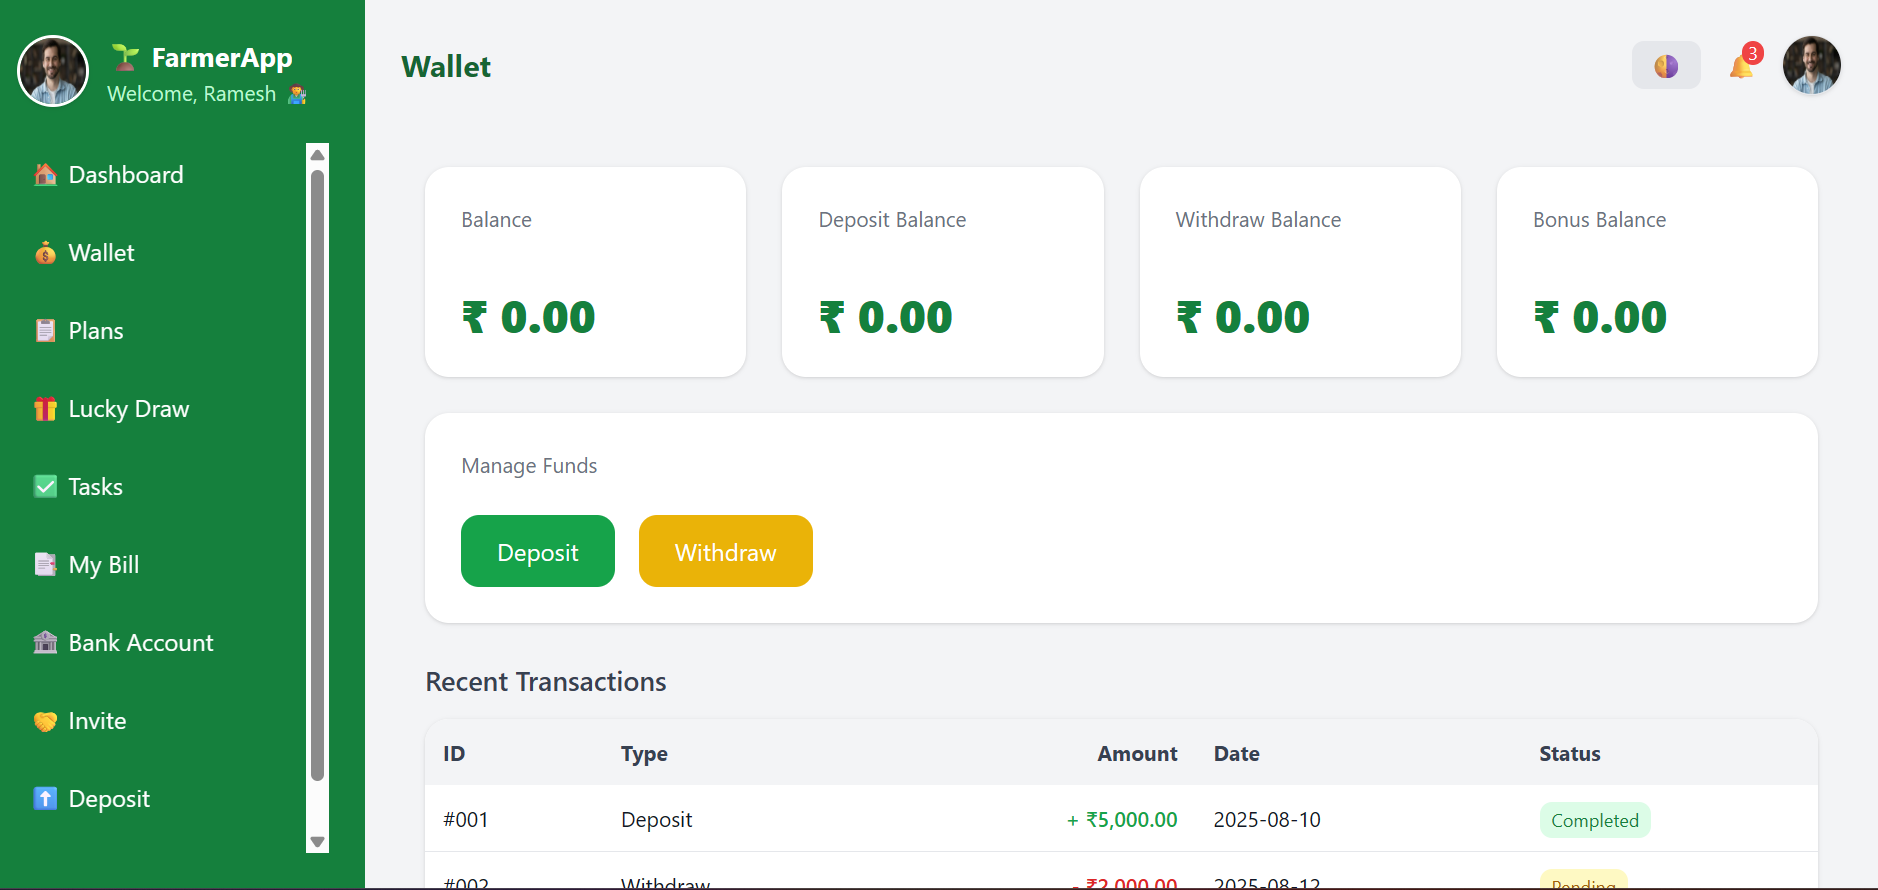 FarmerApp
Welcome, Ramesh
Dashboard
Wallet
Plans
Lucky Draw
Tasks
My Bill
Bank Account
Invite
Deposit
Wallet
3
Balance
₹ 0.00
Deposit Balance
₹ 0.00
Withdraw Balance
₹ 0.00
Bonus Balance
₹ 0.00
Manage Funds
Deposit
Withdraw
Recent Transactions
ID Type Amount Date Status
#001 Deposit + ₹5,000.00 2025-08-10 Completed
#002 Withdraw - ₹2,000.00 2025-08-12 Pending